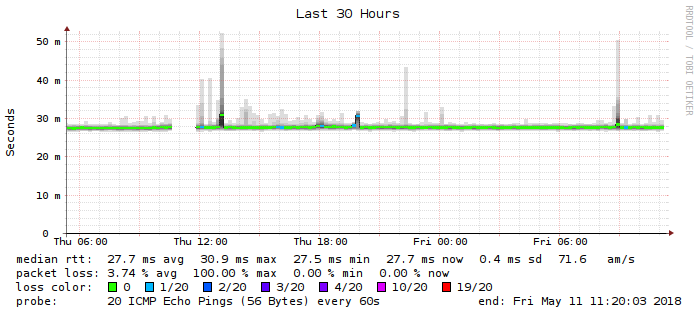 Last 30 Hours
RRDTOOL / TOBI OETIKER
Seconds
50 m
40 m
30 m
20 m
10 m
0
Thu 06:00 Thu 12:00 Thu 18:00 Fri 00:00 Fri 06:00
median rtt: 27.7 ms avg 30.9 ms max 27.5 ms min 27.7 ms now 0.4 ms sd 71.6 am/s
packet loss: 3.74 % avg 100.00 % max 0.00 % min 0.00 % now
loss color: 0 1/20 2/20 3/20 4/20 10/20 19/20
probe: 20 ICMP Echo Pings (56 Bytes) every 60s end: Fri May 11 11:20:03 2018